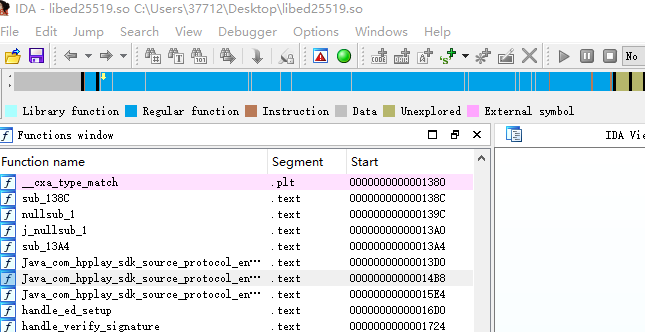 IDA - libed25519.so C:\Users\37712\Desktop\libed25519.so
File Edit Jump Search View Debugger Options Windows Help
No
Library function Regular function Instruction Data Unexplored External symbol
Functions window IDA Vie
Function name Segment Start
__cxa_type_match .plt 0000000000001380
sub_138C .text 000000000000138C
nullsub_1 .text 000000000000139C
j_nullsub_1 .text 00000000000013A0
sub_13A4 .text 00000000000013A4
Java_com_hpplay_sdk_source_protocol_en… .text 00000000000013D0
Java_com_hpplay_sdk_source_protocol_en… .text 00000000000014B8
Java_com_hpplay_sdk_source_protocol_en… .text 00000000000015E4
handle_ed_setup .text 00000000000016D0
handle_verify_signature .text 0000000000001724